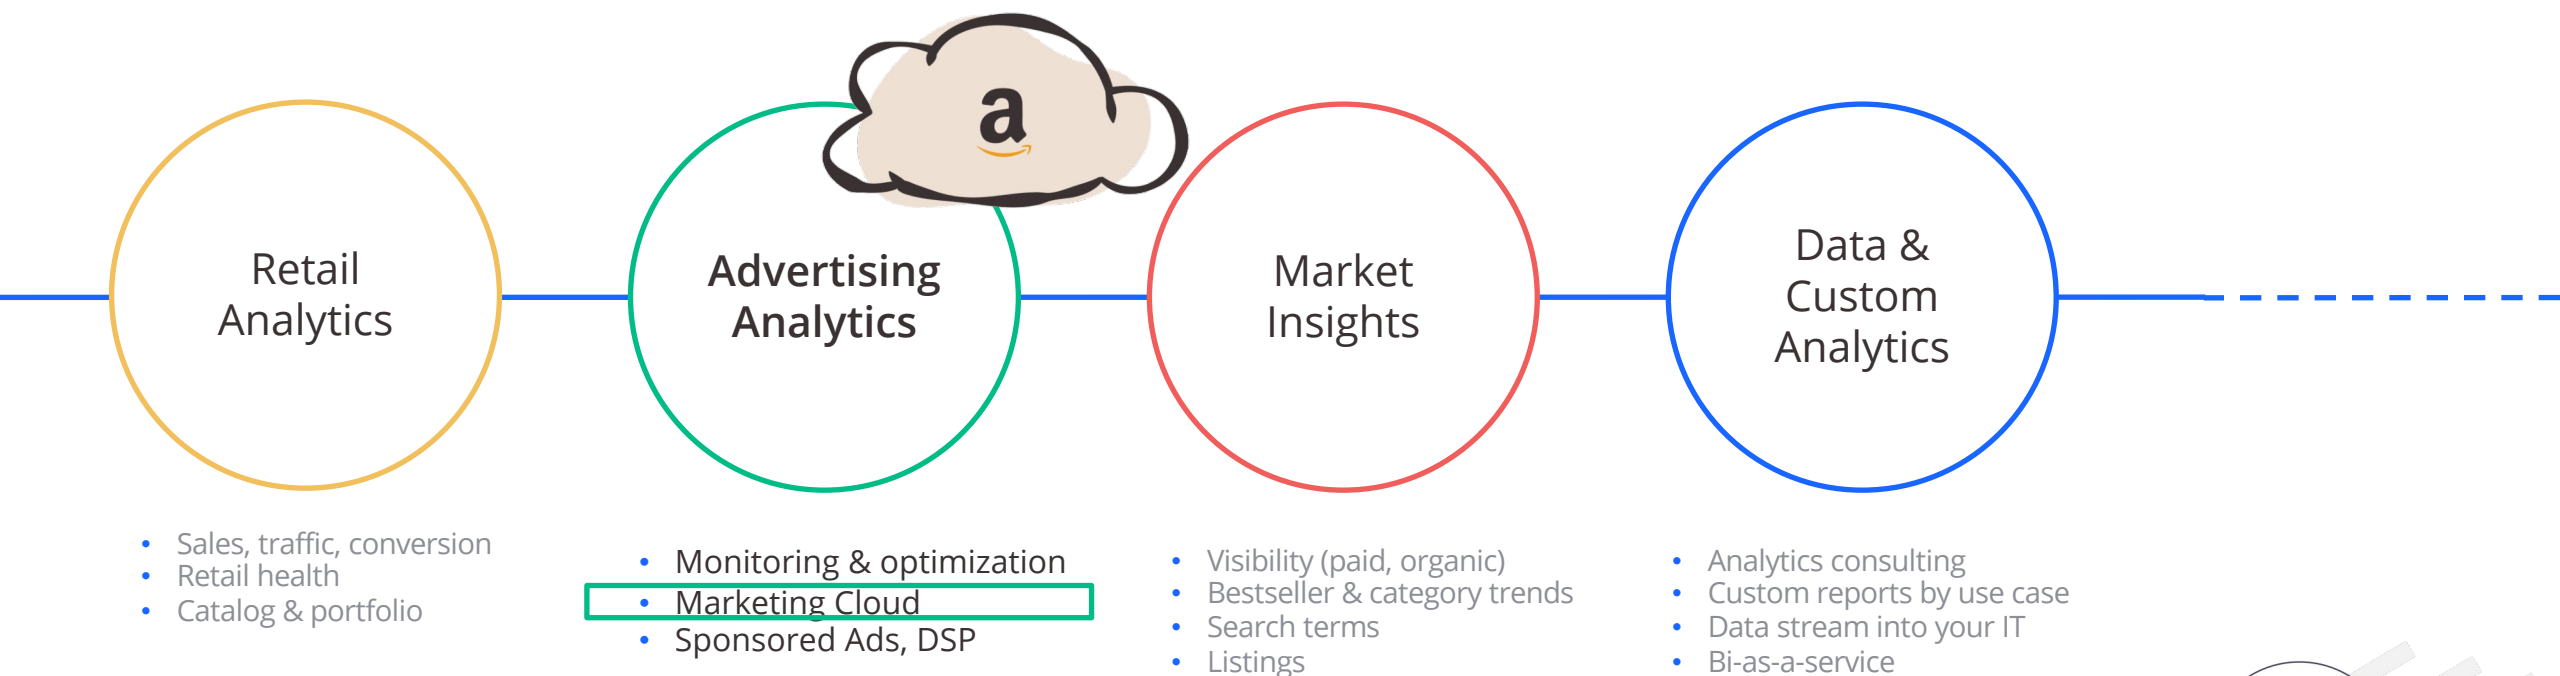 a
Retail
Analytics
Advertising
Analytics
Market
Insights
Data &
Custom
Analytics
• Sales, traffic, conversion
• Retail health
• Catalog & portfolio
• Monitoring & optimization
• Marketing Cloud
• Sponsored Ads, DSP
• Visibility (paid, organic)
• Bestseller & category trends
• Search terms
• Listings
• Analytics consulting
• Custom reports by use case
• Data stream into your IT
• Bi-as-a-service